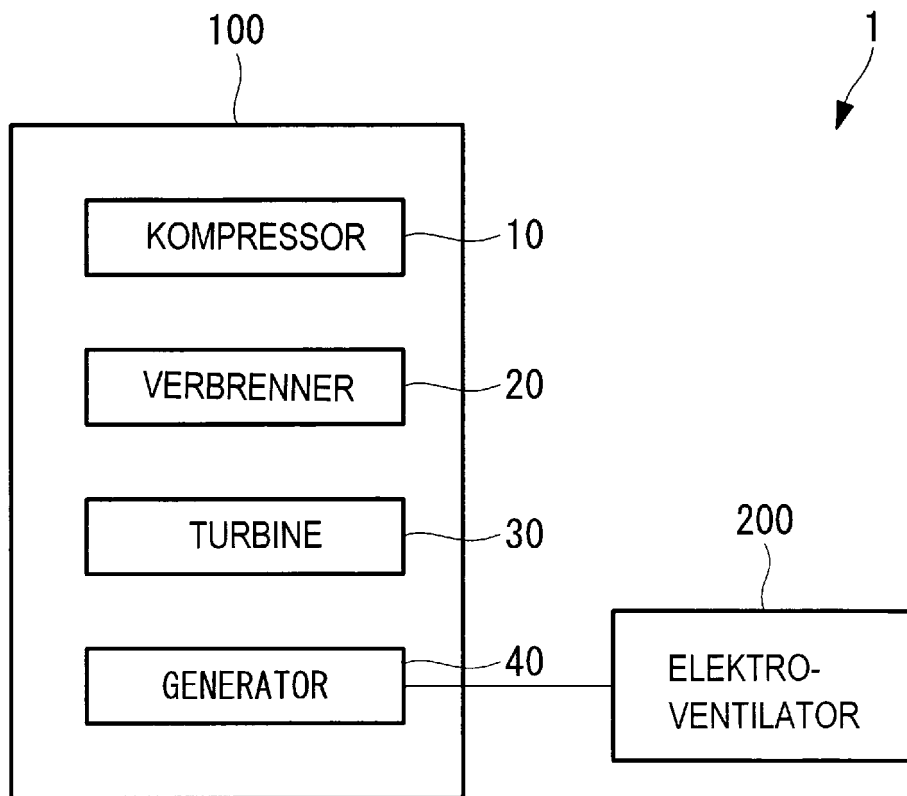 100
1
KOMPRESSOR
10
VERBRENNER
20
TURBINE
30
200
GENERATOR
40
ELEKTRO-
VENTILATOR